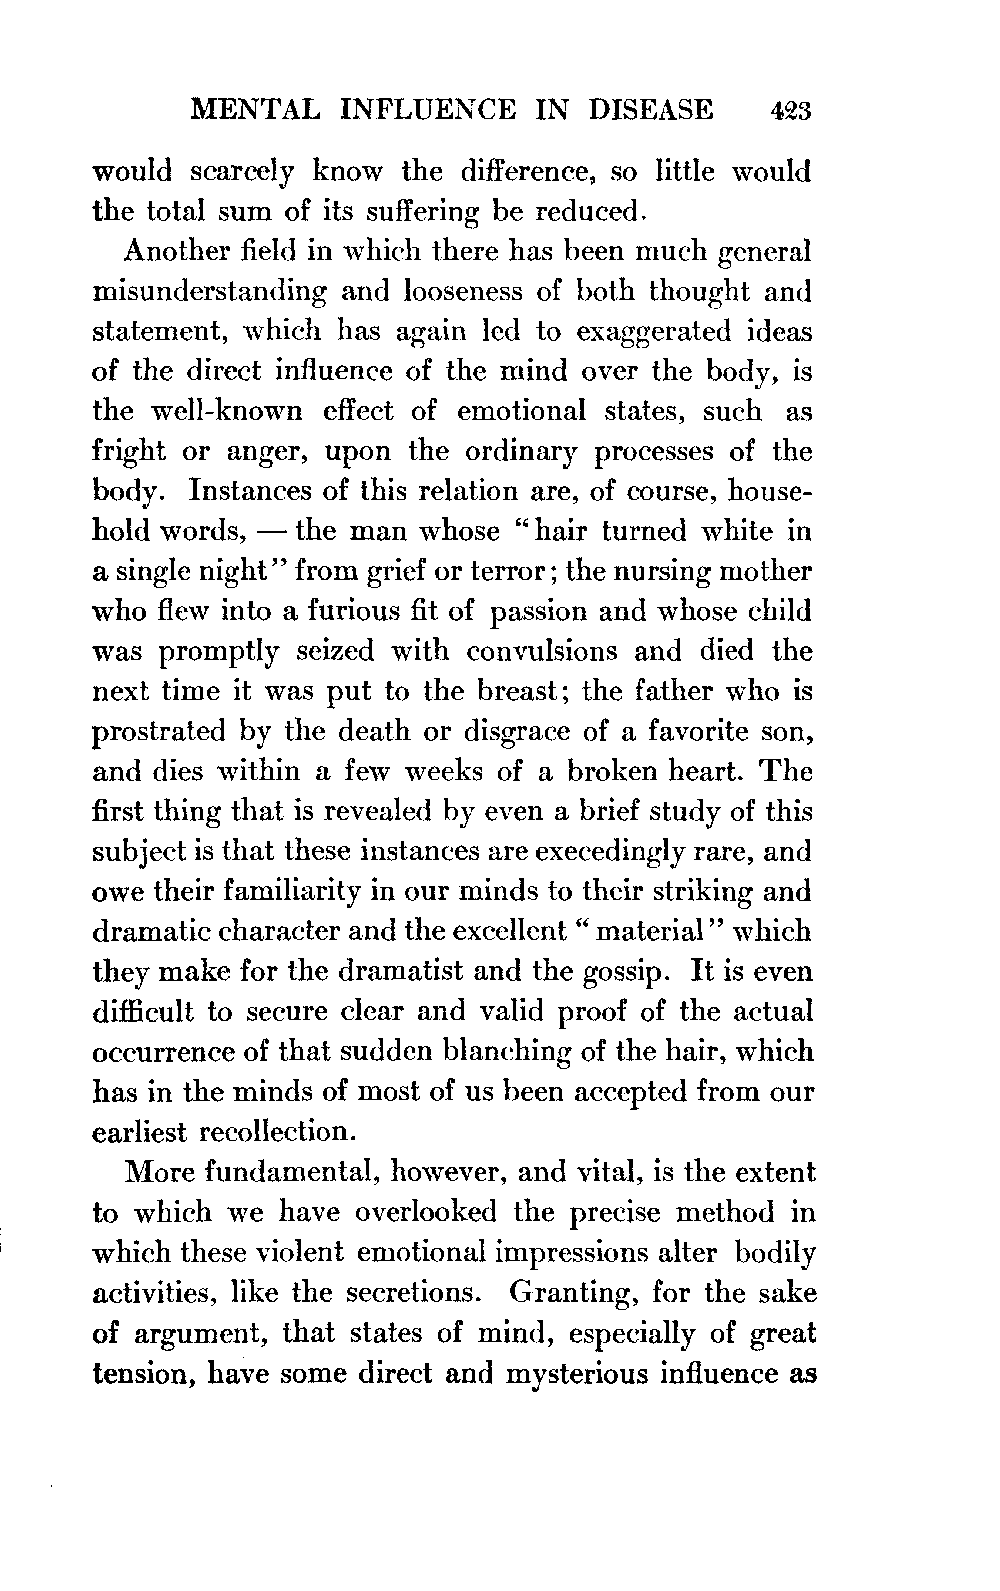 MENTAL INFLUENCE IN DISEASE 423
would scarcely know the difference, so little would
the total sum of its suffering be reduced.
Another field in which there has been much general
misunderstanding and looseness of both thought and
statement, which has again led to exaggerated ideas
of the direct influence of the mind over the body, is
the well-known effect of emotional states, such as
fright or anger, upon the ordinary processes of the
body. Instances of this relation are, of course, house-
hold words, — the man whose “hair turned white in
a single night” from grief or terror; the nursing mother
who flew into a furious fit of passion and whose child
was promptly seized with convulsions and died the
next time it was put to the breast; the father who is
prostrated by the death or disgrace of a favorite son,
and dies within a few weeks of a broken heart. The
first thing that is revealed by even a brief study of this
subject is that these instances are exceedingly rare, and
owe their familiarity in our minds to their striking and
dramatic character and the excellent “material” which
they make for the dramatist and the gossip. It is even
difficult to secure clear and valid proof of the actual
occurrence of that sudden blanching of the hair, which
has in the minds of most of us been accepted from our
earliest recollection.
More fundamental, however, and vital, is the extent
to which we have overlooked the precise method in
which these violent emotional impressions alter bodily
activities, like the secretions. Granting, for the sake
of argument, that states of mind, especially of great
tension, have some direct and mysterious influence as